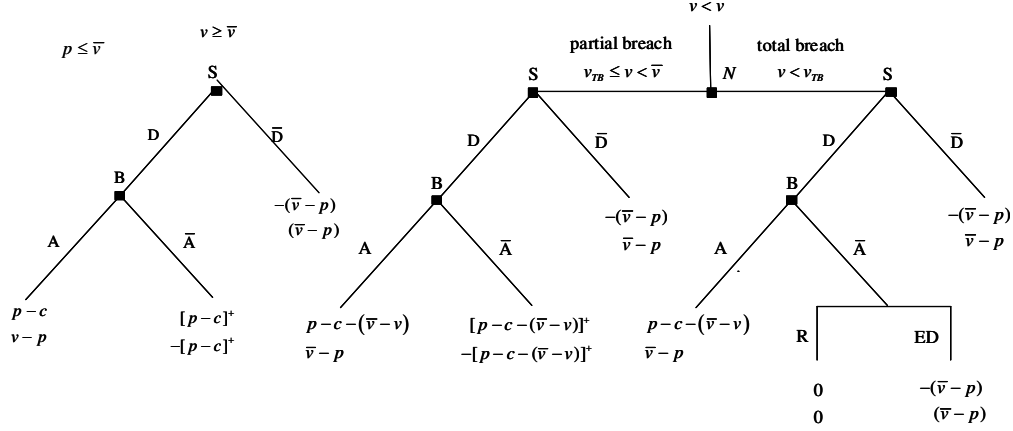 v < v
p ≤ v̅
v ≥ v̅
partial breach
total breach
v_TB ≤ v < v̅
N
v < v_TB
S
S
S
D
D̅
D
D̅
D
D̅
B
B
B
−(v̅ − p)
(v̅ − p)
−(v̅ − p)
v̅ − p
−(v̅ − p)
v̅ − p
A
A̅
A
A̅
A
A̅
p − c
v − p
[p − c]⁺
−[p − c]⁺
p − c − (v̅ − v)
v̅ − p
[p − c − (v̅ − v)]⁺
−[p − c − (v̅ − v)]⁺
p − c − (v̅ − v)
v̅ − p
R
ED
0
0
−(v̅ − p)
(v̅ − p)